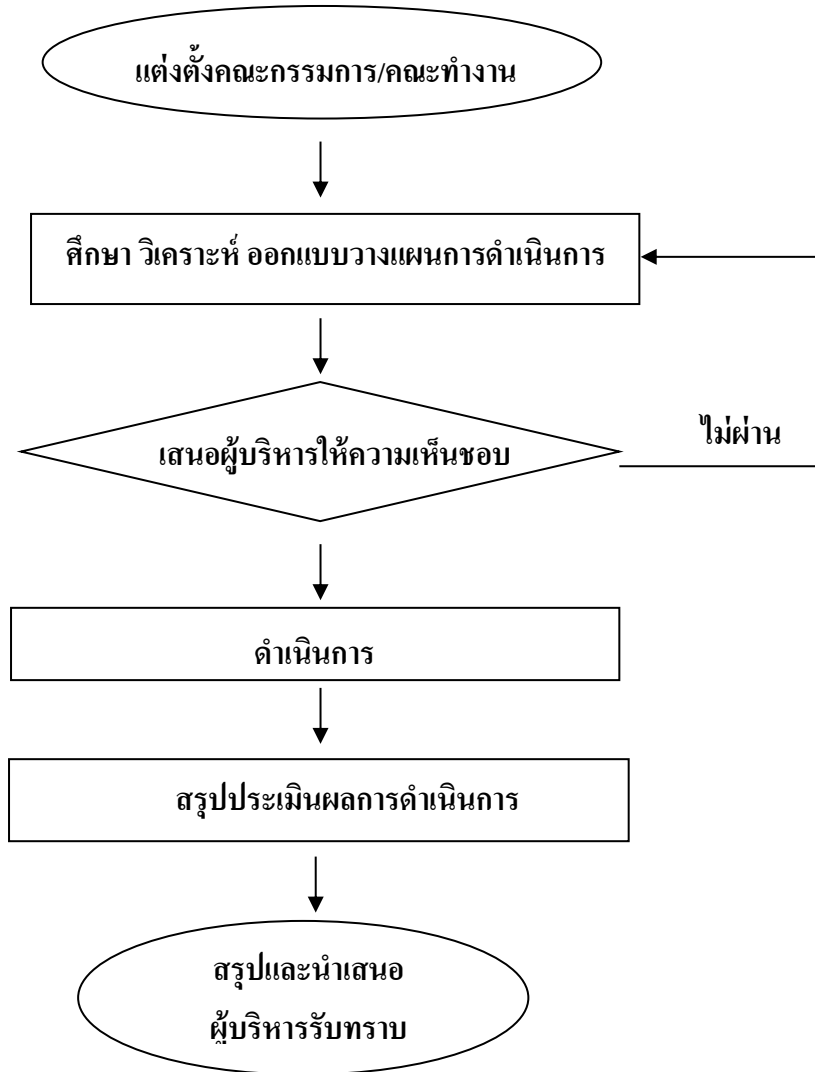 แต่งตั้งคณะกรรมการ/คณะทำงาน
ศึกษา วิเคราะห์ ออกแบบวางแผนการดำเนินการ
เสนอผู้บริหารให้ความเห็นชอบ
ไม่ผ่าน
ดำเนินการ
สรุปประเมินผลการดำเนินการ
สรุปและนำเสนอ
ผู้บริหารรับทราบ